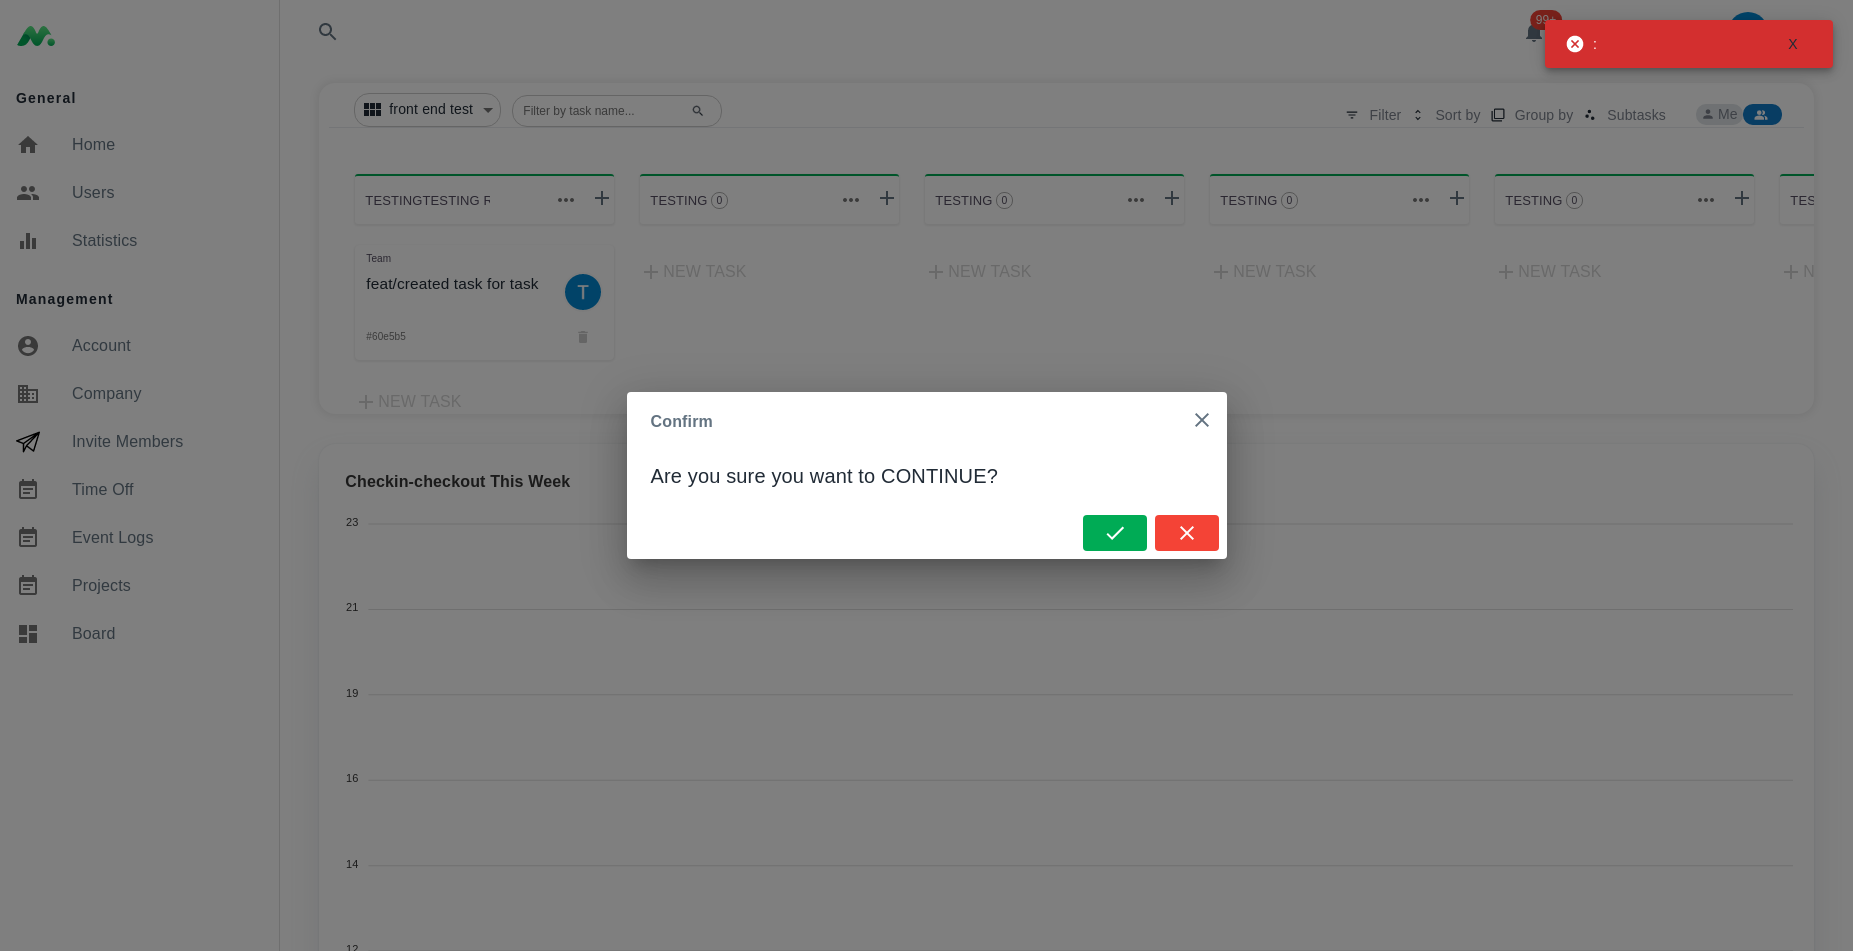 General
Home
Users
Statistics
Management
Account
Company
Invite Members
Time Off
Event Logs
Projects
Board
99+
:
X
front end test
Filter by task name...
Filter
Sort by
Group by
Subtasks
Me
TESTINGTESTING R
TESTING 0
TESTING 0
TESTING 0
TESTING 0
TES
Team
feat/created task for task
T
#60e5b5
NEW TASK
NEW TASK
NEW TASK
NEW TASK
N
NEW TASK
Confirm
Are you sure you want to CONTINUE?
Checkin-checkout This Week
23
21
19
16
14
12